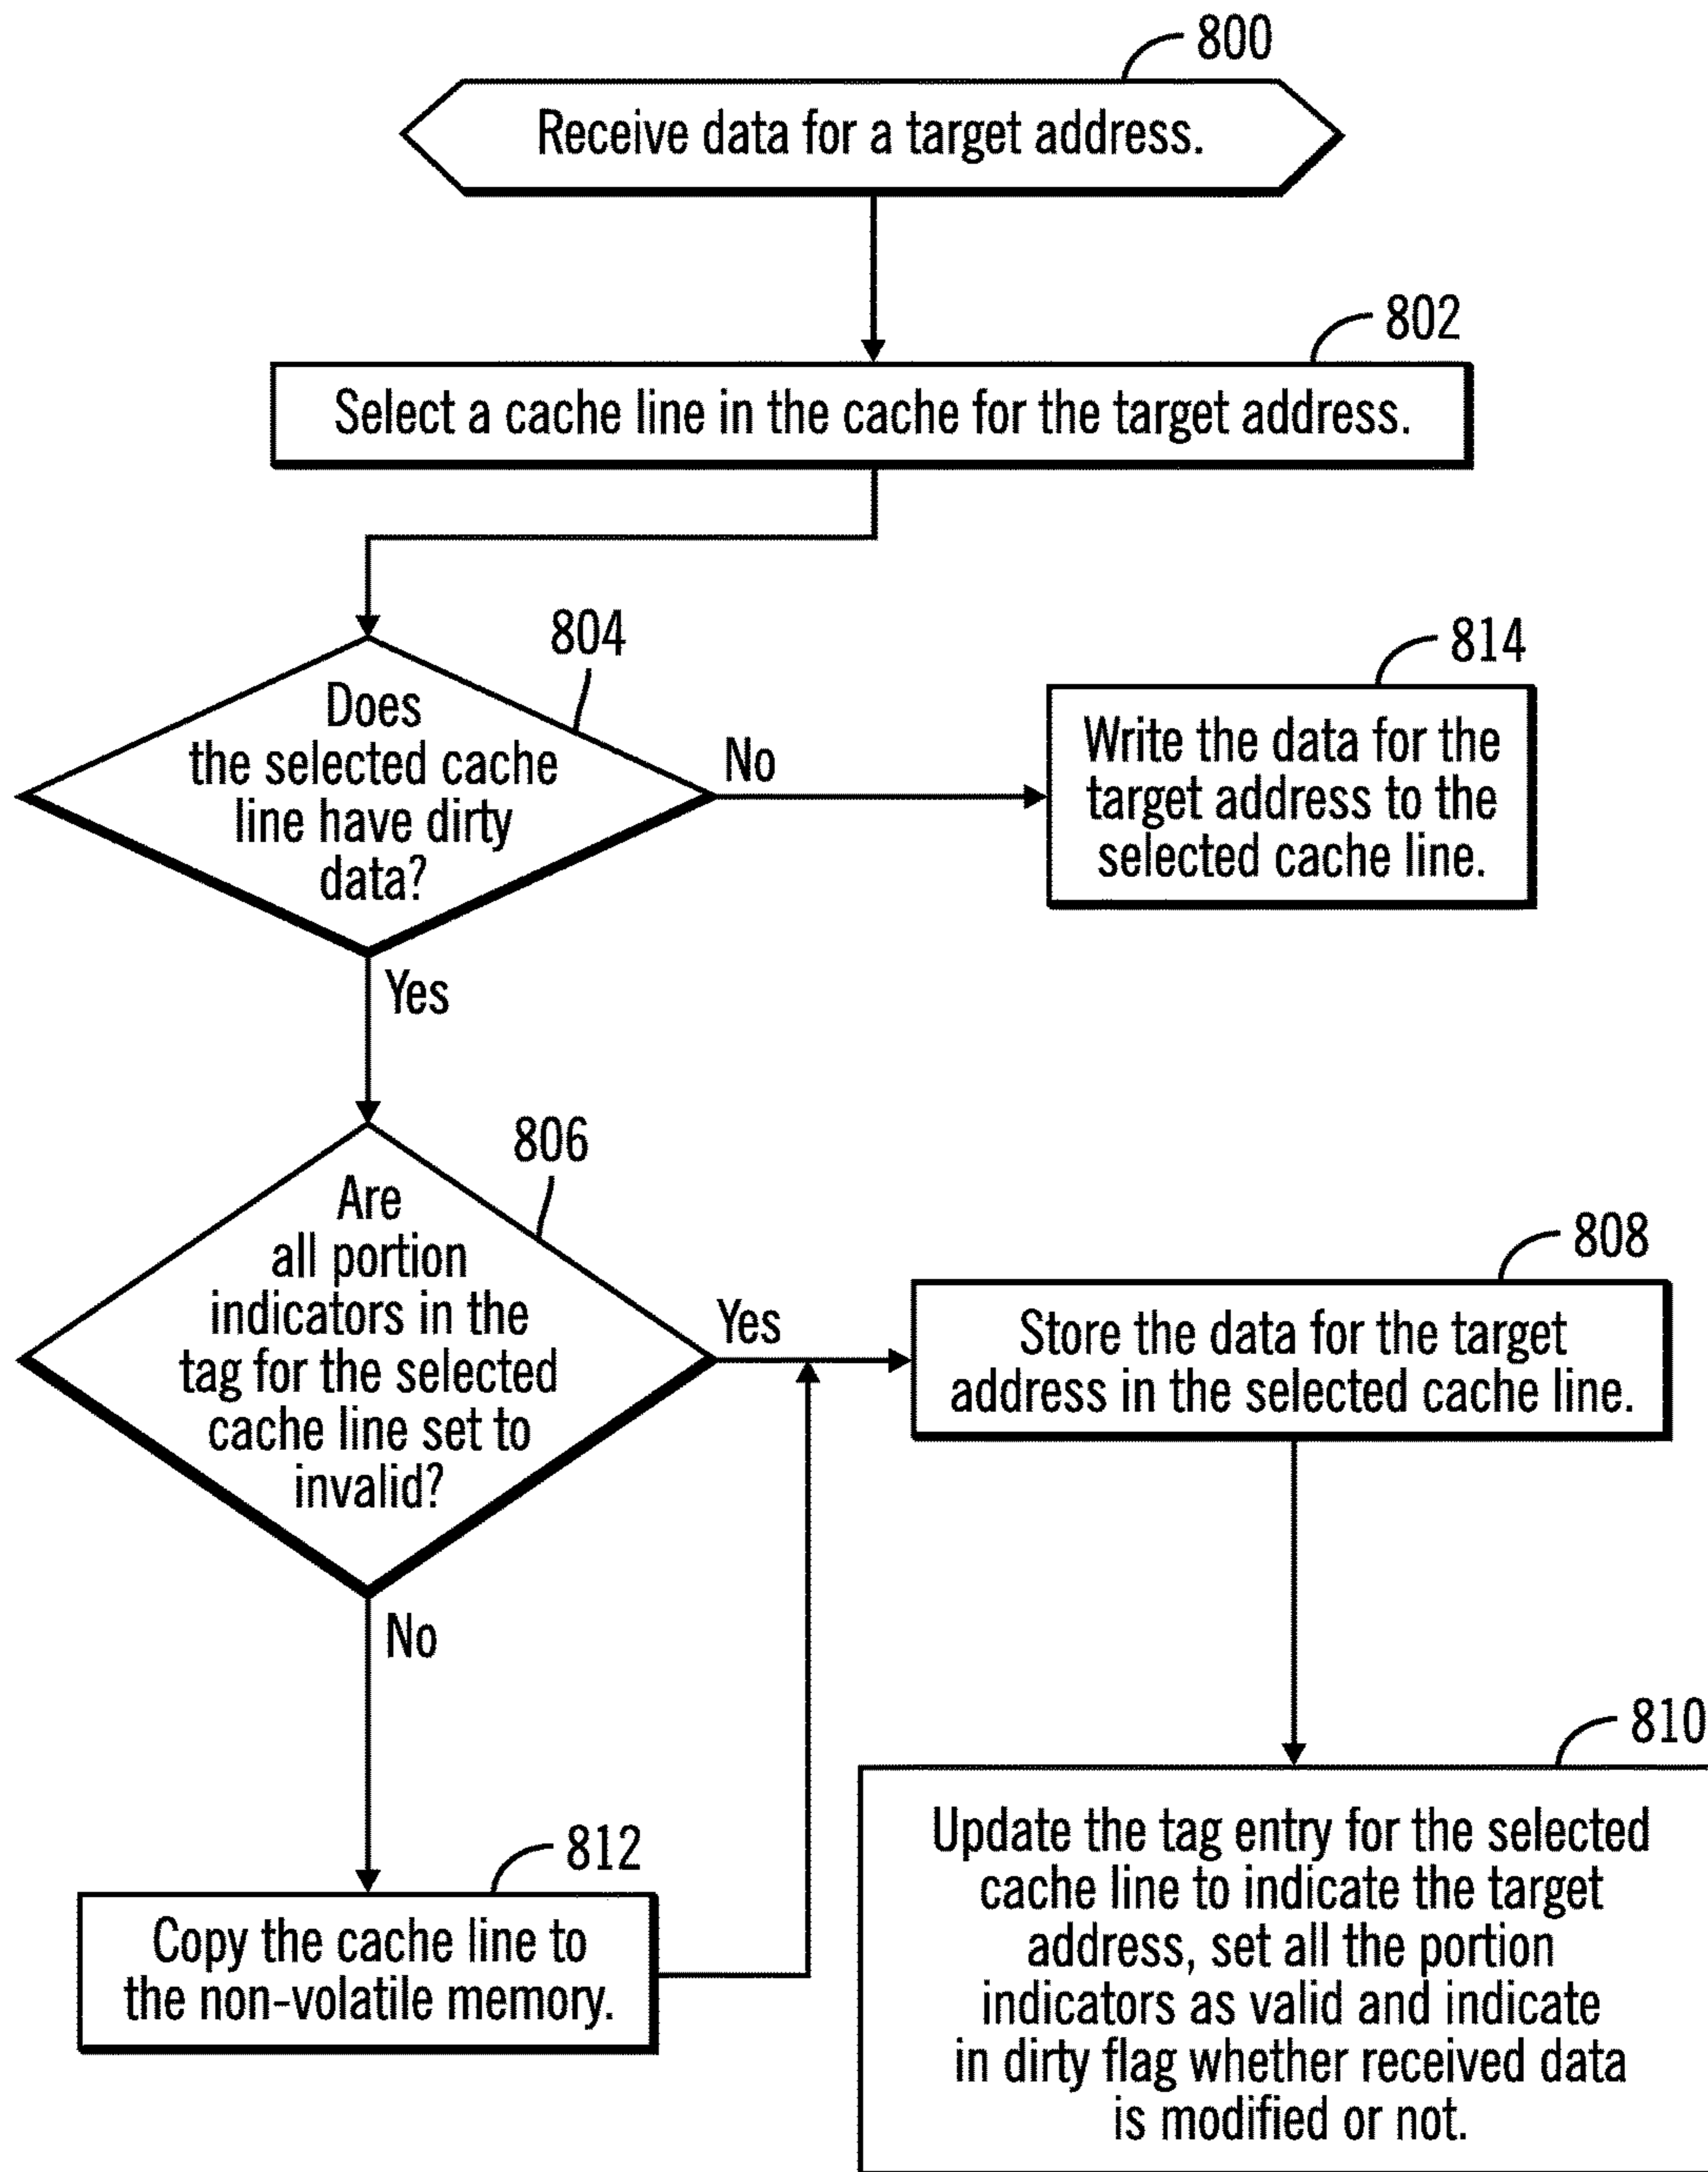 800
Receive data for a target address.
802
Select a cache line in the cache for the target address.
804
Does
the selected cache
line have dirty
data?
No
814
Write the data for the
target address to the
selected cache line.
Yes
806
Are
all portion
indicators in the
tag for the selected
cache line set to
invalid?
Yes
808
Store the data for the target
address in the selected cache line.
No
812
Copy the cache line to
the non-volatile memory.
810
Update the tag entry for the selected
cache line to indicate the target
address, set all the portion
indicators as valid and indicate
in dirty flag whether received data
is modified or not.